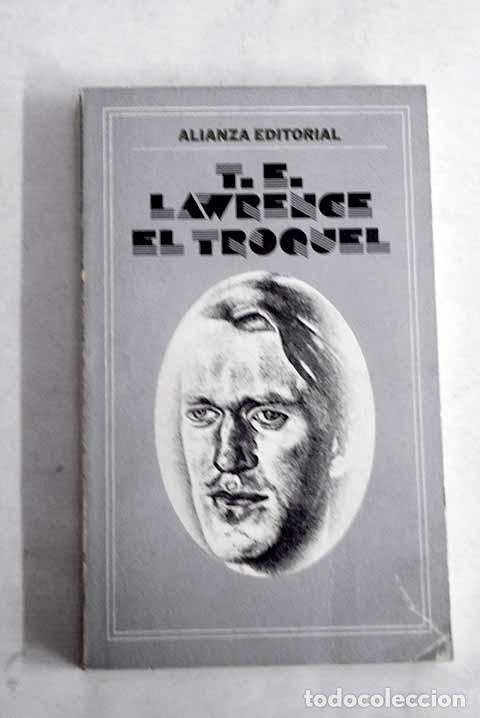 ALIANZA EDITORIAL
T. E.
LAWRENCE
EL TROQUEL
todocoleccion